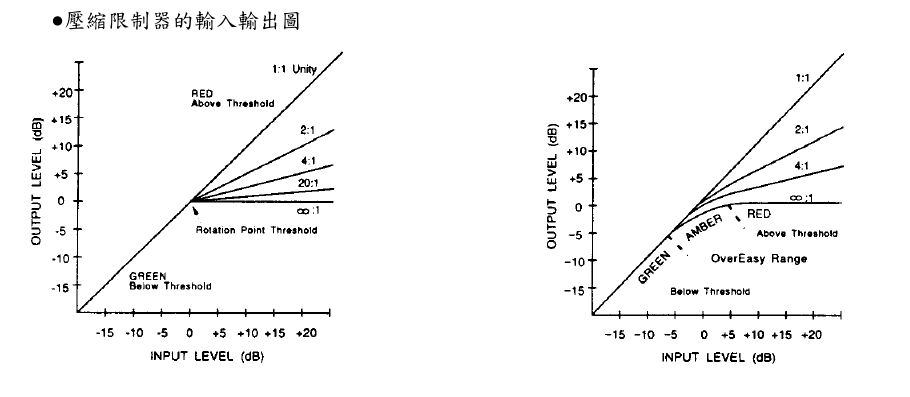 ●壓縮限制器的輸入輸出圖
1:1 Unity
RED
Above Threshold
+20
+15
+10
+5
0
-5
-10
-15
OUTPUT LEVEL (dB)
2:1
4:1
20:1
∞:1
Rotation Point Threshold
GREEN
Below Threshold
-15 -10 -5 0 +5 +10 +15 +20
INPUT LEVEL (dB)
1:1
+20
+15
+10
+5
0
-5
-10
-15
OUTPUT LEVEL (dB)
2:1
4:1
∞:1
GREEN AMBER RED
Above Threshold
OverEasy Range
Below Threshold
-15 -10 -5 0 +5 +10 +15 +20
INPUT LEVEL (dB)